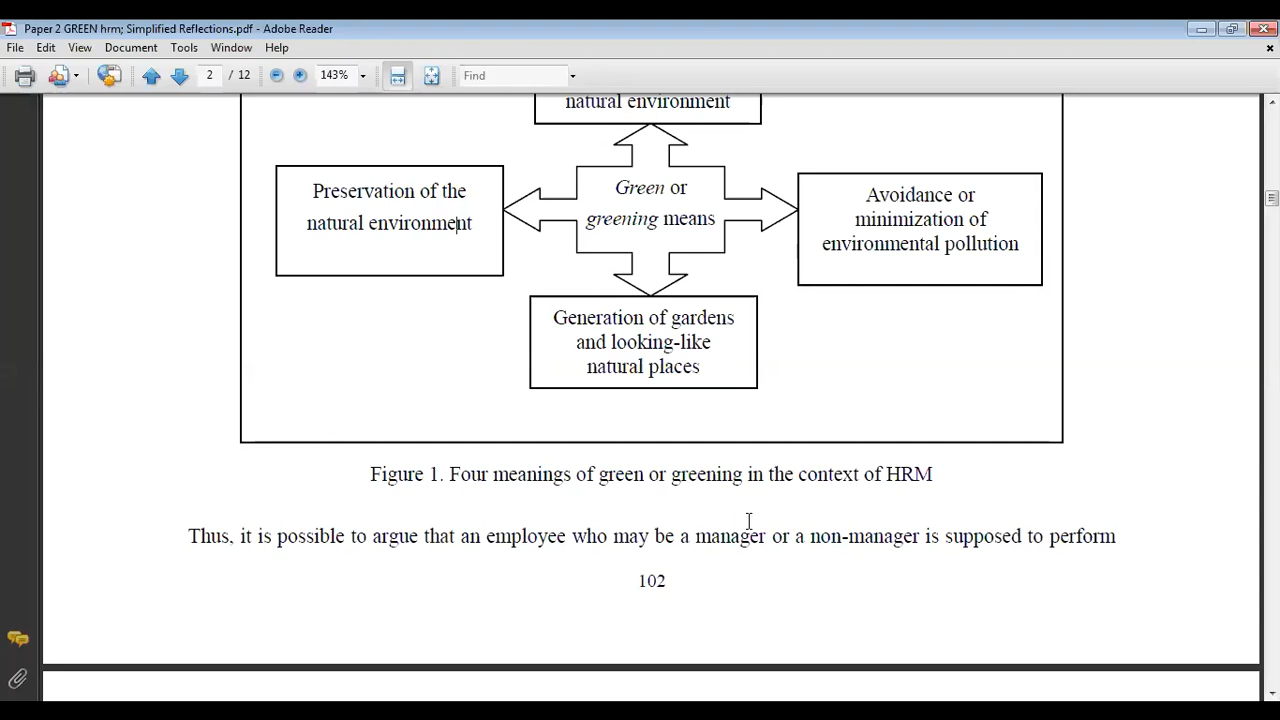 Paper 2 GREEN hrm; Simplified Reflections.pdf - Adobe Reader
File Edit View Document Tools Window Help
2 / 12 143% Find
natural environment
Preservation of the
natural environment
Green or
greening means
Avoidance or
minimization of
environmental pollution
Generation of gardens
and looking-like
natural places
Figure 1. Four meanings of green or greening in the context of HRM
Thus, it is possible to argue that an employee who may be a manager or a non-manager is supposed to perform
102